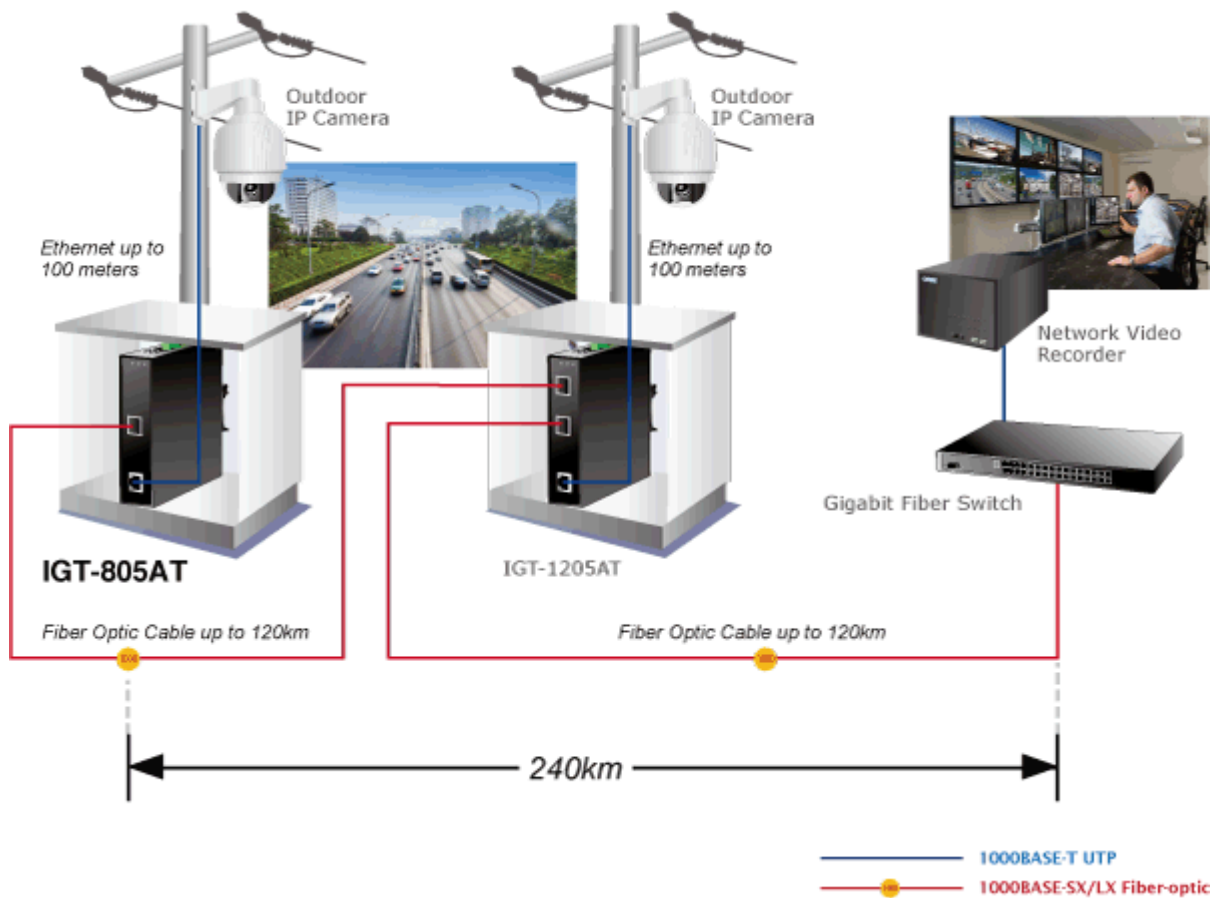 Outdoor
IP Camera
Outdoor
IP Camera
Ethernet up to
100 meters
Ethernet up to
100 meters
Network Video
Recorder
Gigabit Fiber Switch
IGT-805AT
IGT-1205AT
Fiber Optic Cable up to 120km
Fiber Optic Cable up to 120km
240km
1000BASE-T UTP
1000BASE-SX/LX Fiber-optic